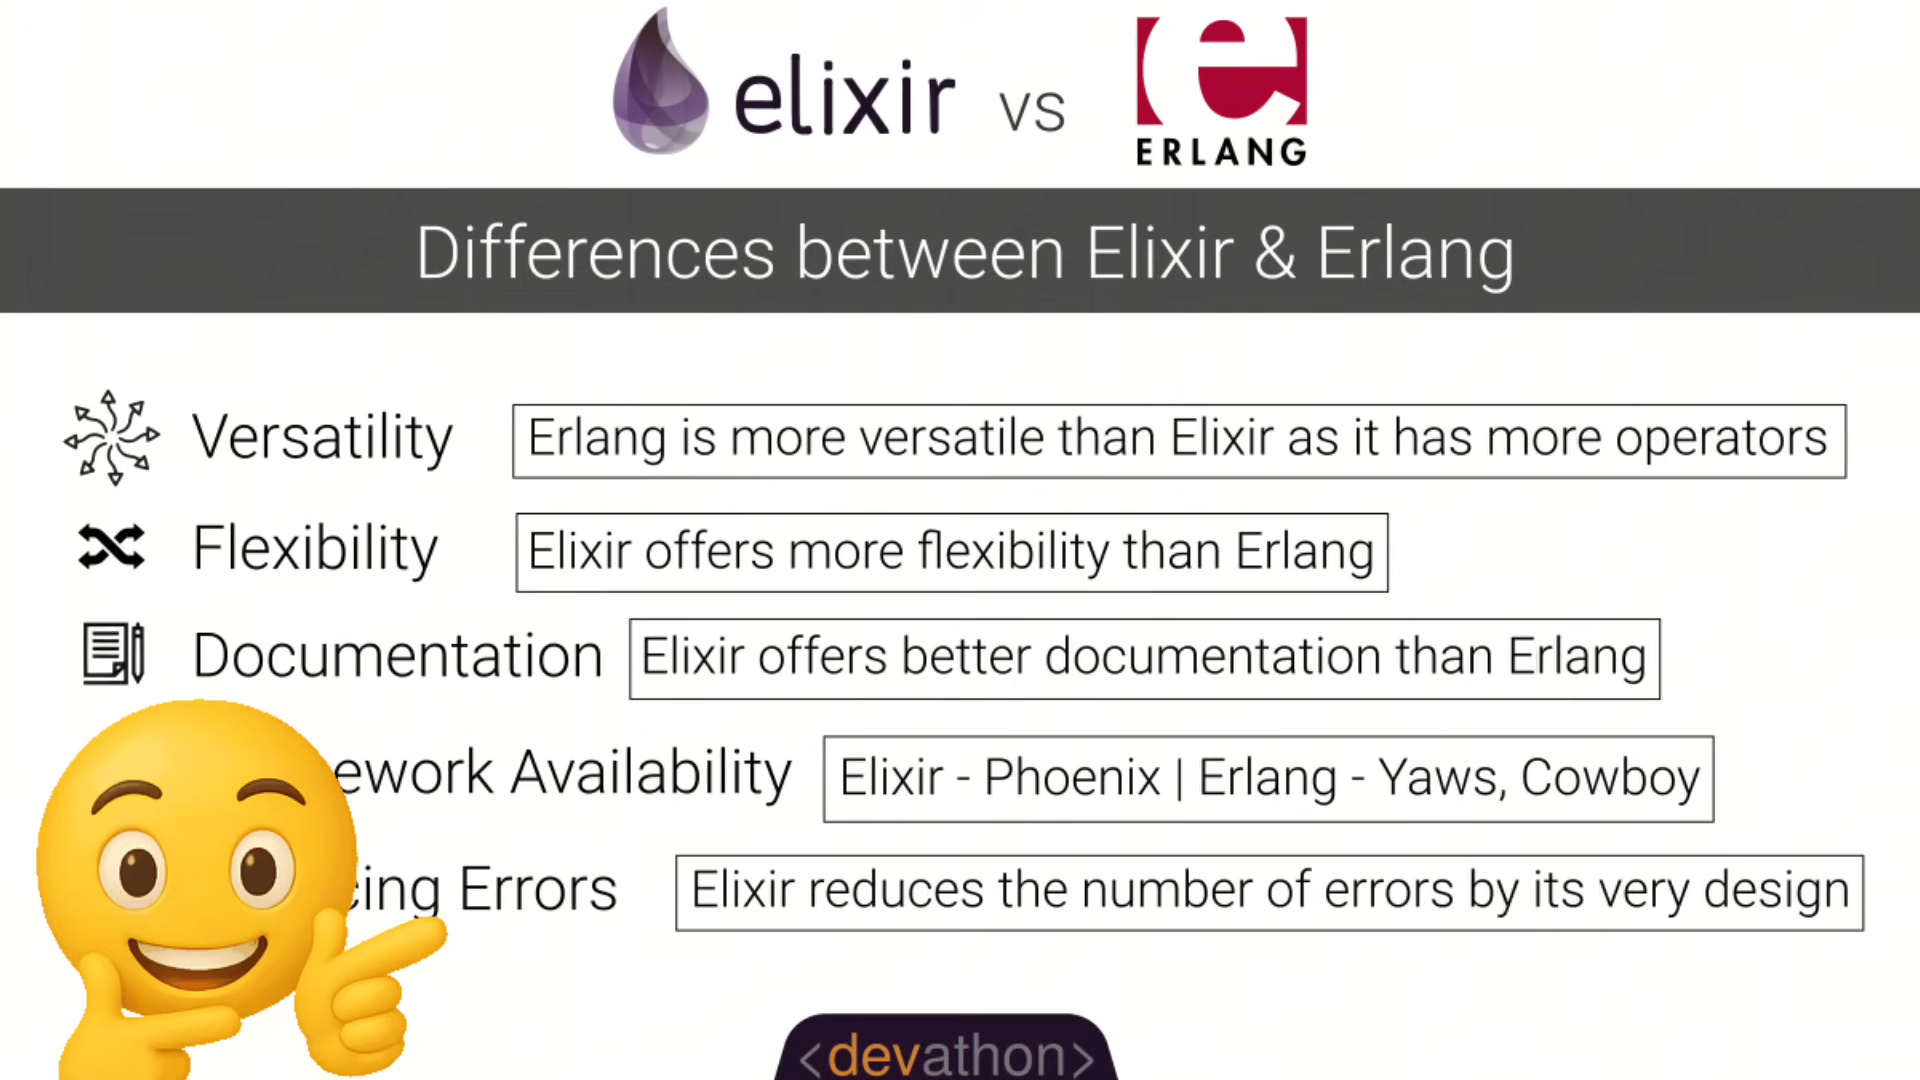 elixir vs
ERLANG
Differences between Elixir & Erlang
Versatility Erlang is more versatile than Elixir as it has more operators
Flexibility Elixir offers more flexibility than Erlang
Documentation Elixir offers better documentation than Erlang
ework Availability Elixir - Phoenix | Erlang - Yaws, Cowboy
cing Errors Elixir reduces the number of errors by its very design
<devathon>